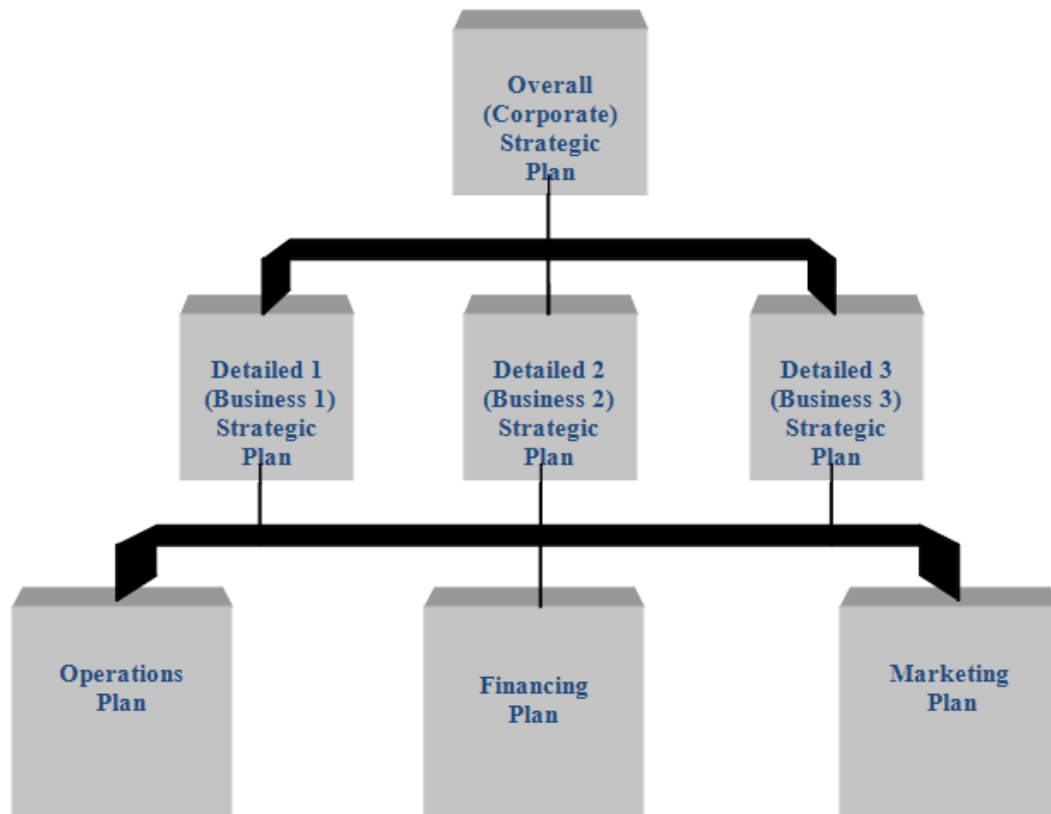 Overall
(Corporate)
Strategic
Plan
Detailed 1
(Business 1)
Strategic
Plan
Detailed 2
(Business 2)
Strategic
Plan
Detailed 3
(Business 3)
Strategic
Plan
Operations
Plan
Financing
Plan
Marketing
Plan